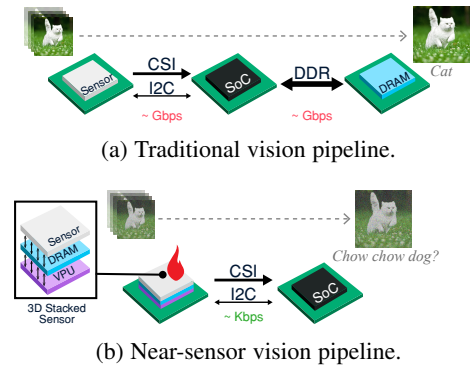 CSI
Sensor
I2C
SoC
DDR
DRAM
Cat
~ Gbps
~ Gbps
(a) Traditional vision pipeline.
Sensor
DRAM
VPU
3D Stacked
Sensor
CSI
I2C
~ Kbps
SoC
Chow chow dog?
(b) Near-sensor vision pipeline.